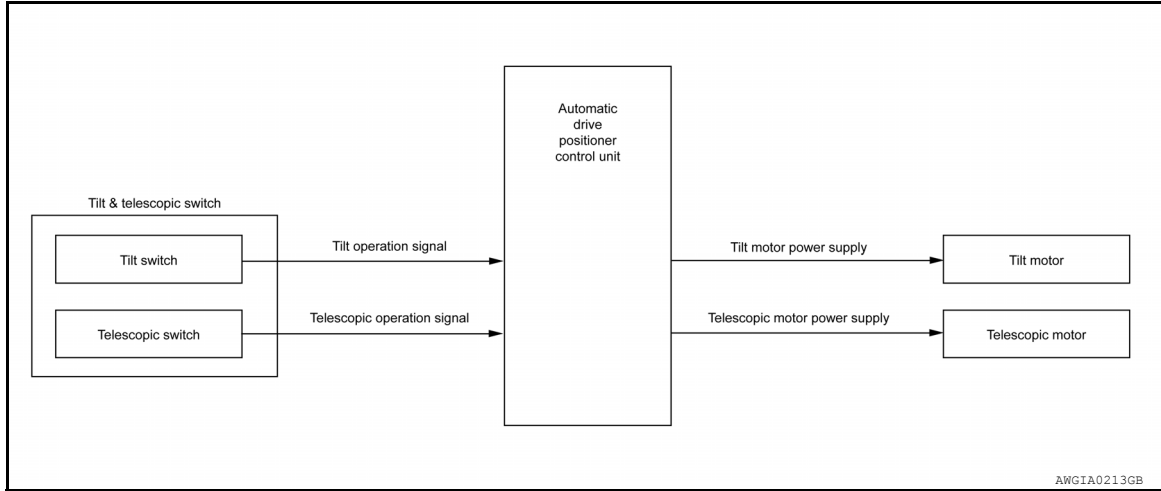 Automatic
drive
positioner
control unit
Tilt & telescopic switch
Tilt switch
Tilt operation signal
Tilt motor power supply
Tilt motor
Telescopic switch
Telescopic operation signal
Telescopic motor power supply
Telescopic motor
AWGIA0213GB